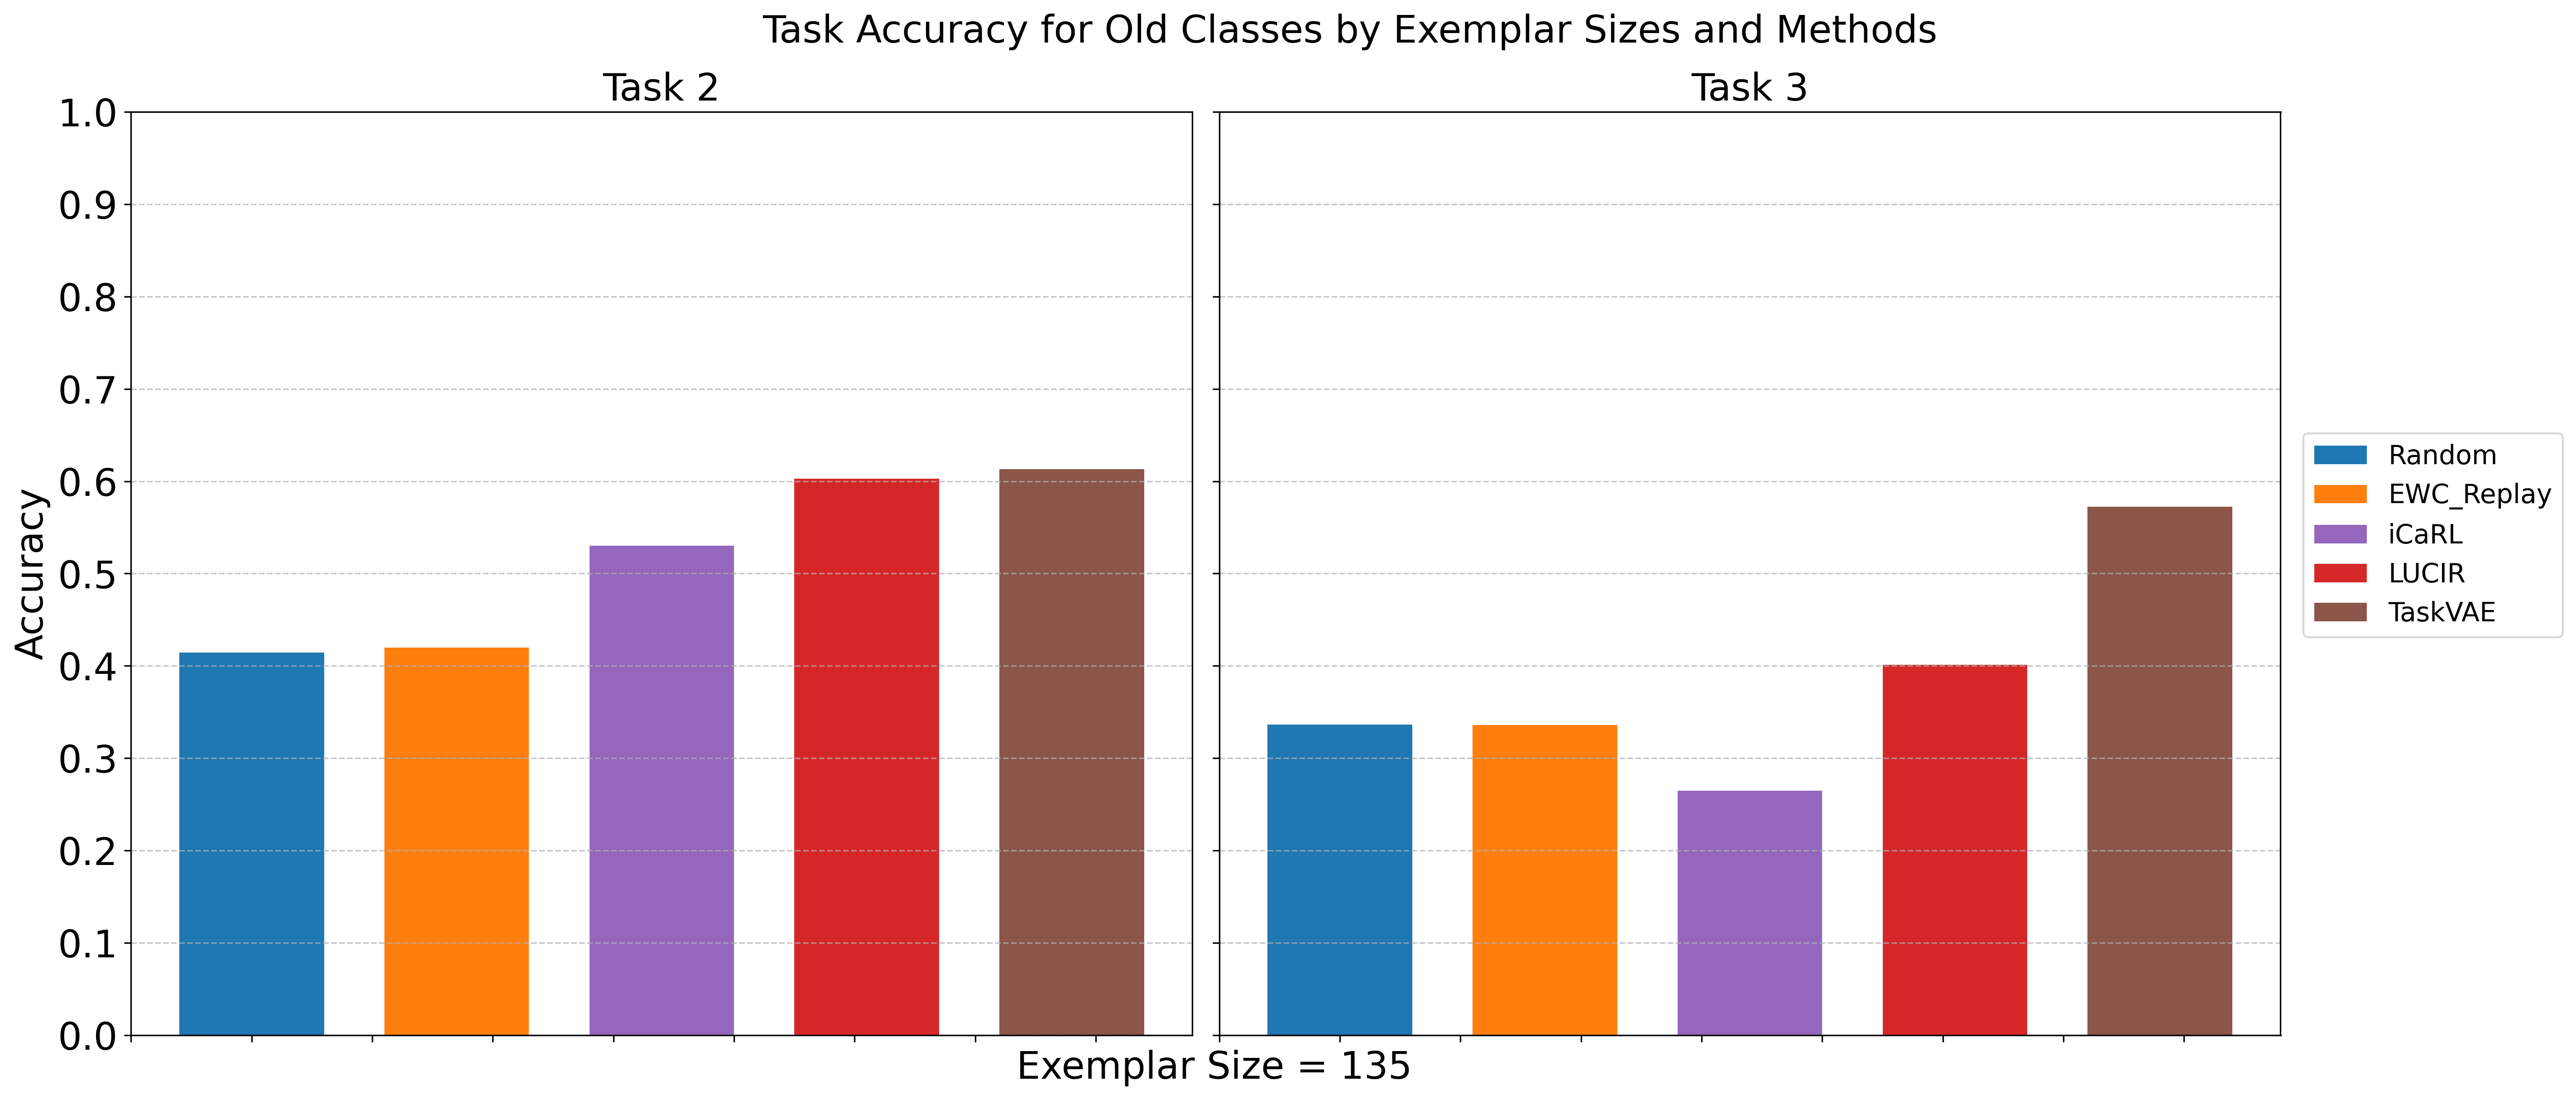 Task Accuracy for Old Classes by Exemplar Sizes and Methods
Task 2
Task 3
1.0
0.9
0.8
0.7
0.6
0.5
0.4
0.3
0.2
0.1
0.0
Accuracy
Exemplar Size = 135
Random
EWC_Replay
iCaRL
LUCIR
TaskVAE